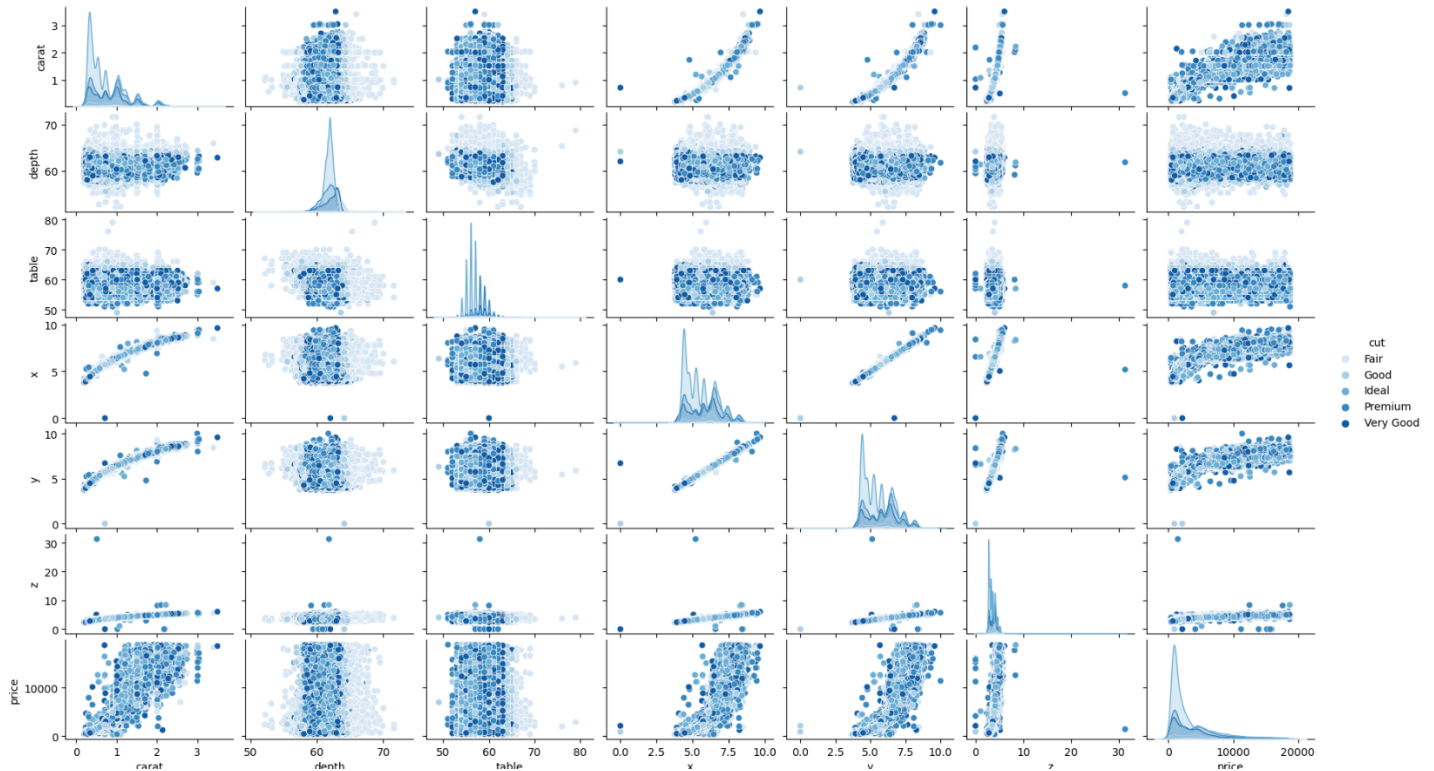 carat
3
2
1
depth
70
60
table
80
70
60
50
x
10
5
0
y
10
5
0
z
30
20
10
0
price
10000
0
cut
Fair
Good
Ideal
Premium
Very Good
0 1 2 3
50 60 70
50 60 70 80
0.0 2.5 5.0 7.5 10.0
0.0 2.5 5.0 7.5 10.0
0 10 20 30
0 10000 20000
carat depth table x y z price